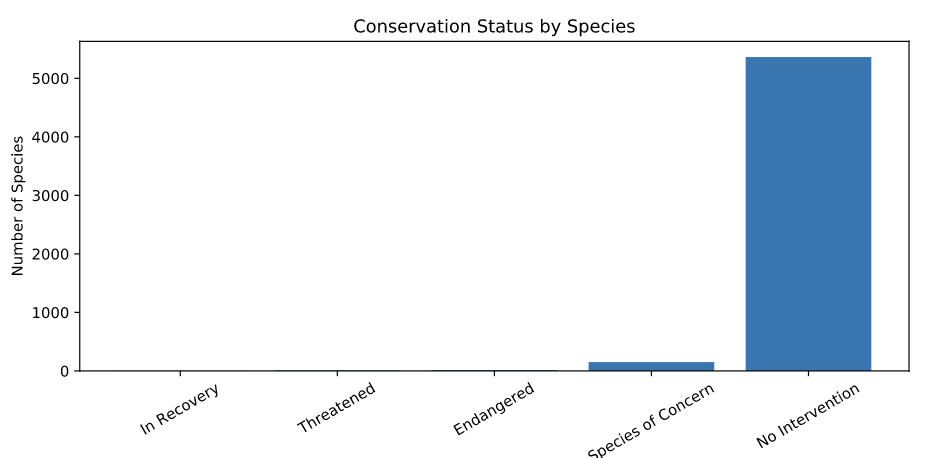 Conservation Status by Species
Number of Species
5000
4000
3000
2000
1000
0
In Recovery
Threatened
Endangered
Species of Concern
No Intervention